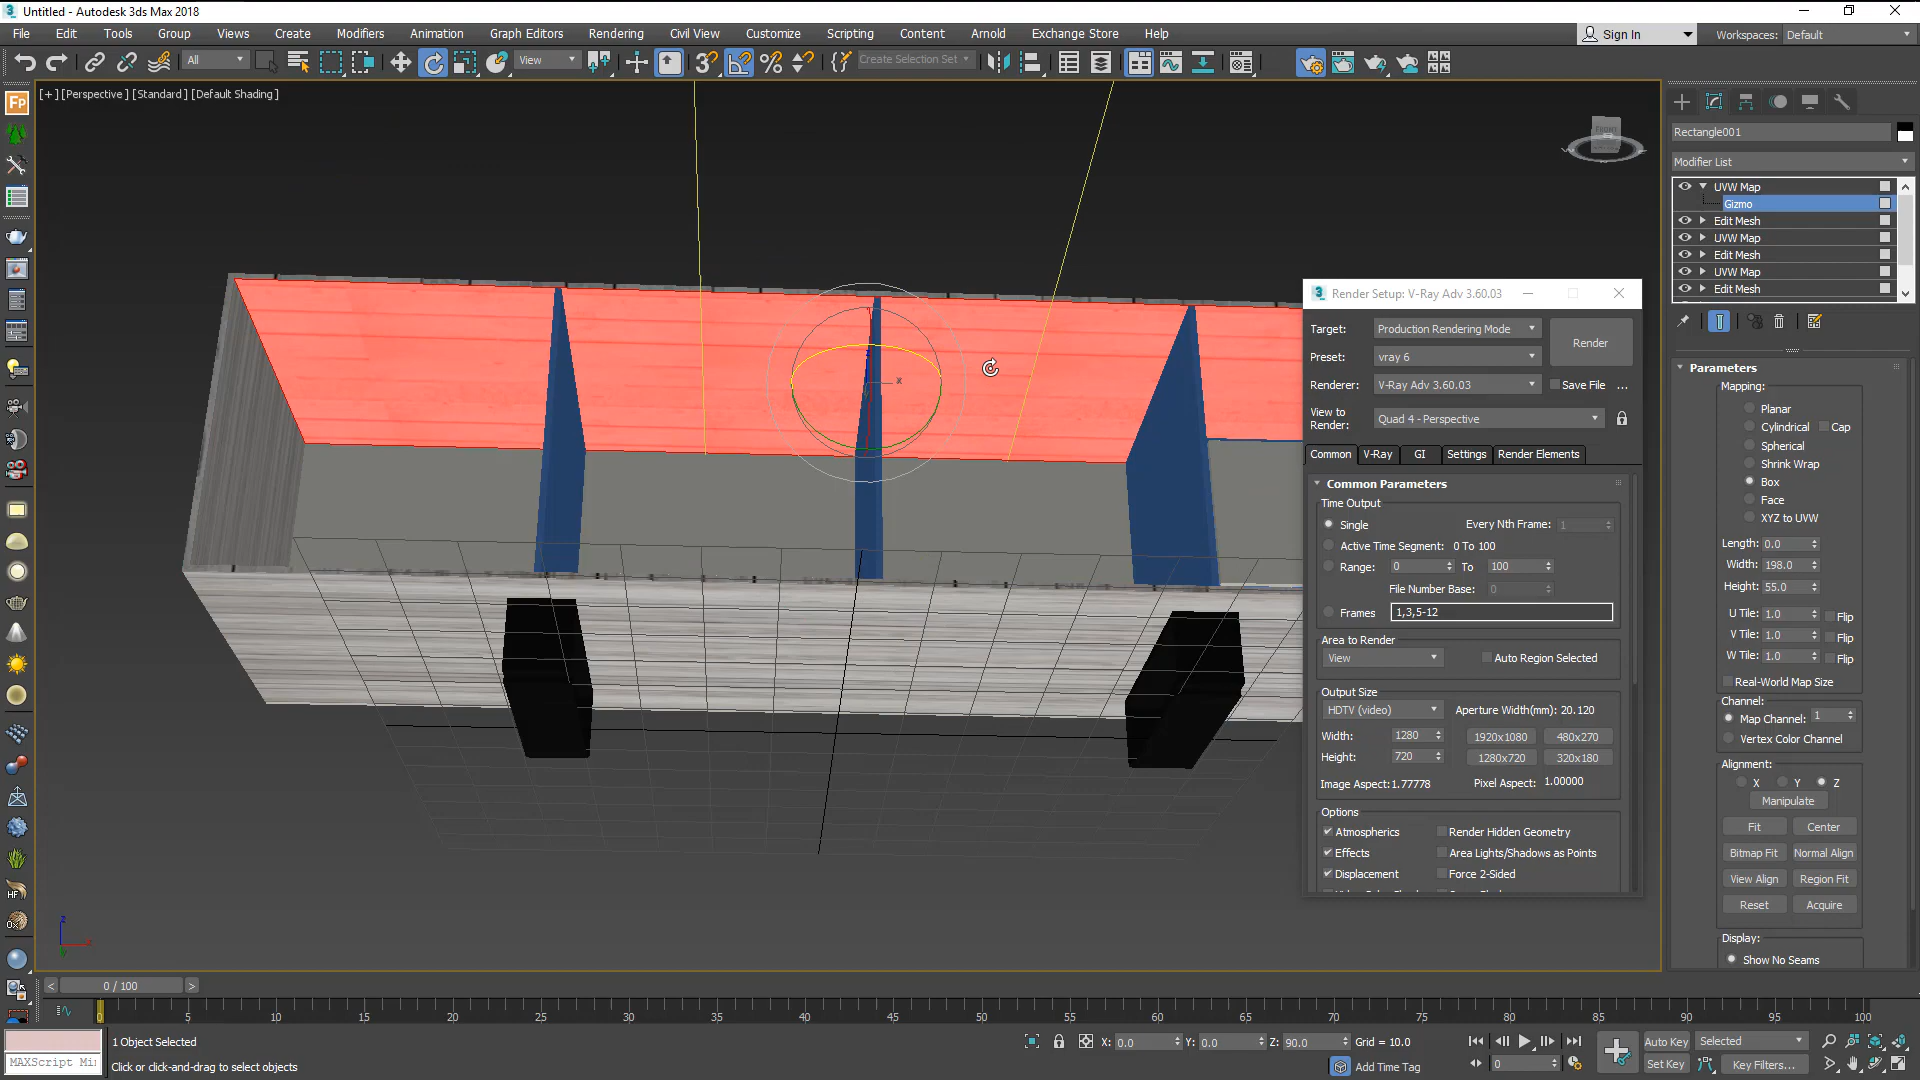 Untitled - Autodesk 3ds Max 2018
File Edit Tools Group Views Create Modifiers Animation Graph Editors Rendering Civil View Customize Scripting Content Arnold Exchange Store Help
Sign In Workspaces: Default
All View Create Selection Set
[+] [Perspective] [Standard] [Default Shading]
Rectangle001
Modifier List
UVW Map
Gizmo
Edit Mesh
UVW Map
Edit Mesh
UVW Map
Edit Mesh
Parameters
Mapping:
Planar
Cylindrical Cap
Spherical
Shrink Wrap
Box
Face
XYZ to UVW
Length: 0.0
Width: 198.0
Height: 55.0
U Tile: 1.0 Flip
V Tile: 1.0 Flip
W Tile: 1.0 Flip
Real-World Map Size
Channel:
Map Channel: 1
Vertex Color Channel
Alignment:
X Y Z
Manipulate
Fit Center
Bitmap Fit Normal Align
View Align Region Fit
Reset Acquire
Display:
Show No Seams
Render Setup: V-Ray Adv 3.60.03
Target: Production Rendering Mode
Render
Preset: vray 6
Renderer: V-Ray Adv 3.60.03 Save File ...
View to Render: Quad 4 - Perspective
Common V-Ray GI Settings Render Elements
Common Parameters
Time Output
Single Every Nth Frame: 1
Active Time Segment: 0 To 100
Range: 0 To 100
File Number Base: 0
Frames 1,3,5-12
Area to Render
View Auto Region Selected
Output Size
HDTV (video) Aperture Width(mm): 20.120
Width: 1280 1920x1080 480x270
Height: 720 1280x720 320x180
Image Aspect: 1.77778 Pixel Aspect: 1.00000
Options
Atmospherics Render Hidden Geometry
Effects Area Lights/Shadows as Points
Displacement Force 2-Sided
x
z
< 0 / 100 >
0 5 10 15 20 25 30 35 40 45 50 55 60 65 70 75 80 85 90 95 100
1 Object Selected
X: 0.0 Y: 0.0 Z: 90.0 Grid = 10.0
Auto Key Selected
MAXScript Mi
Click or click-and-drag to select objects
Add Time Tag
0
Set Key Key Filters...